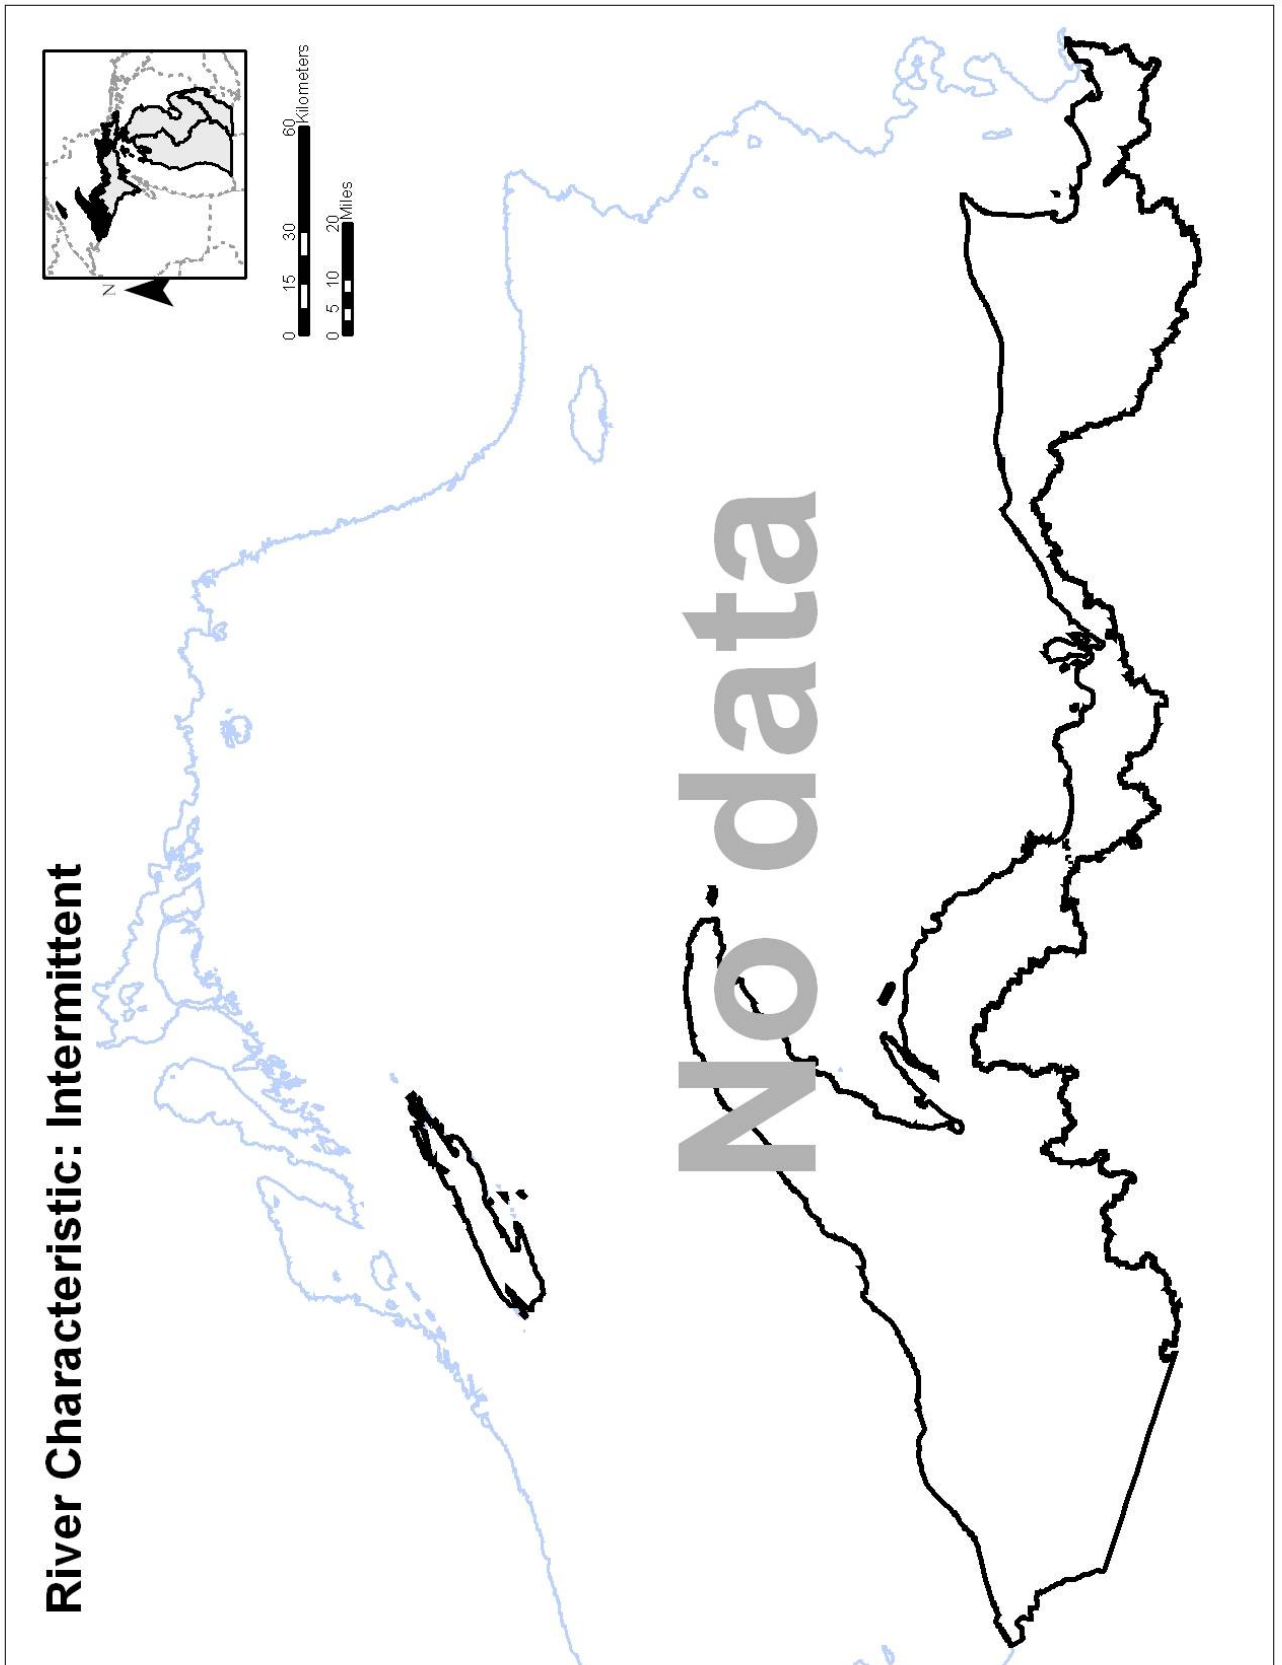 River Characteristic: Intermittent
N
0 15 30 60
Kilometers
0 5 10 20
Miles
No data